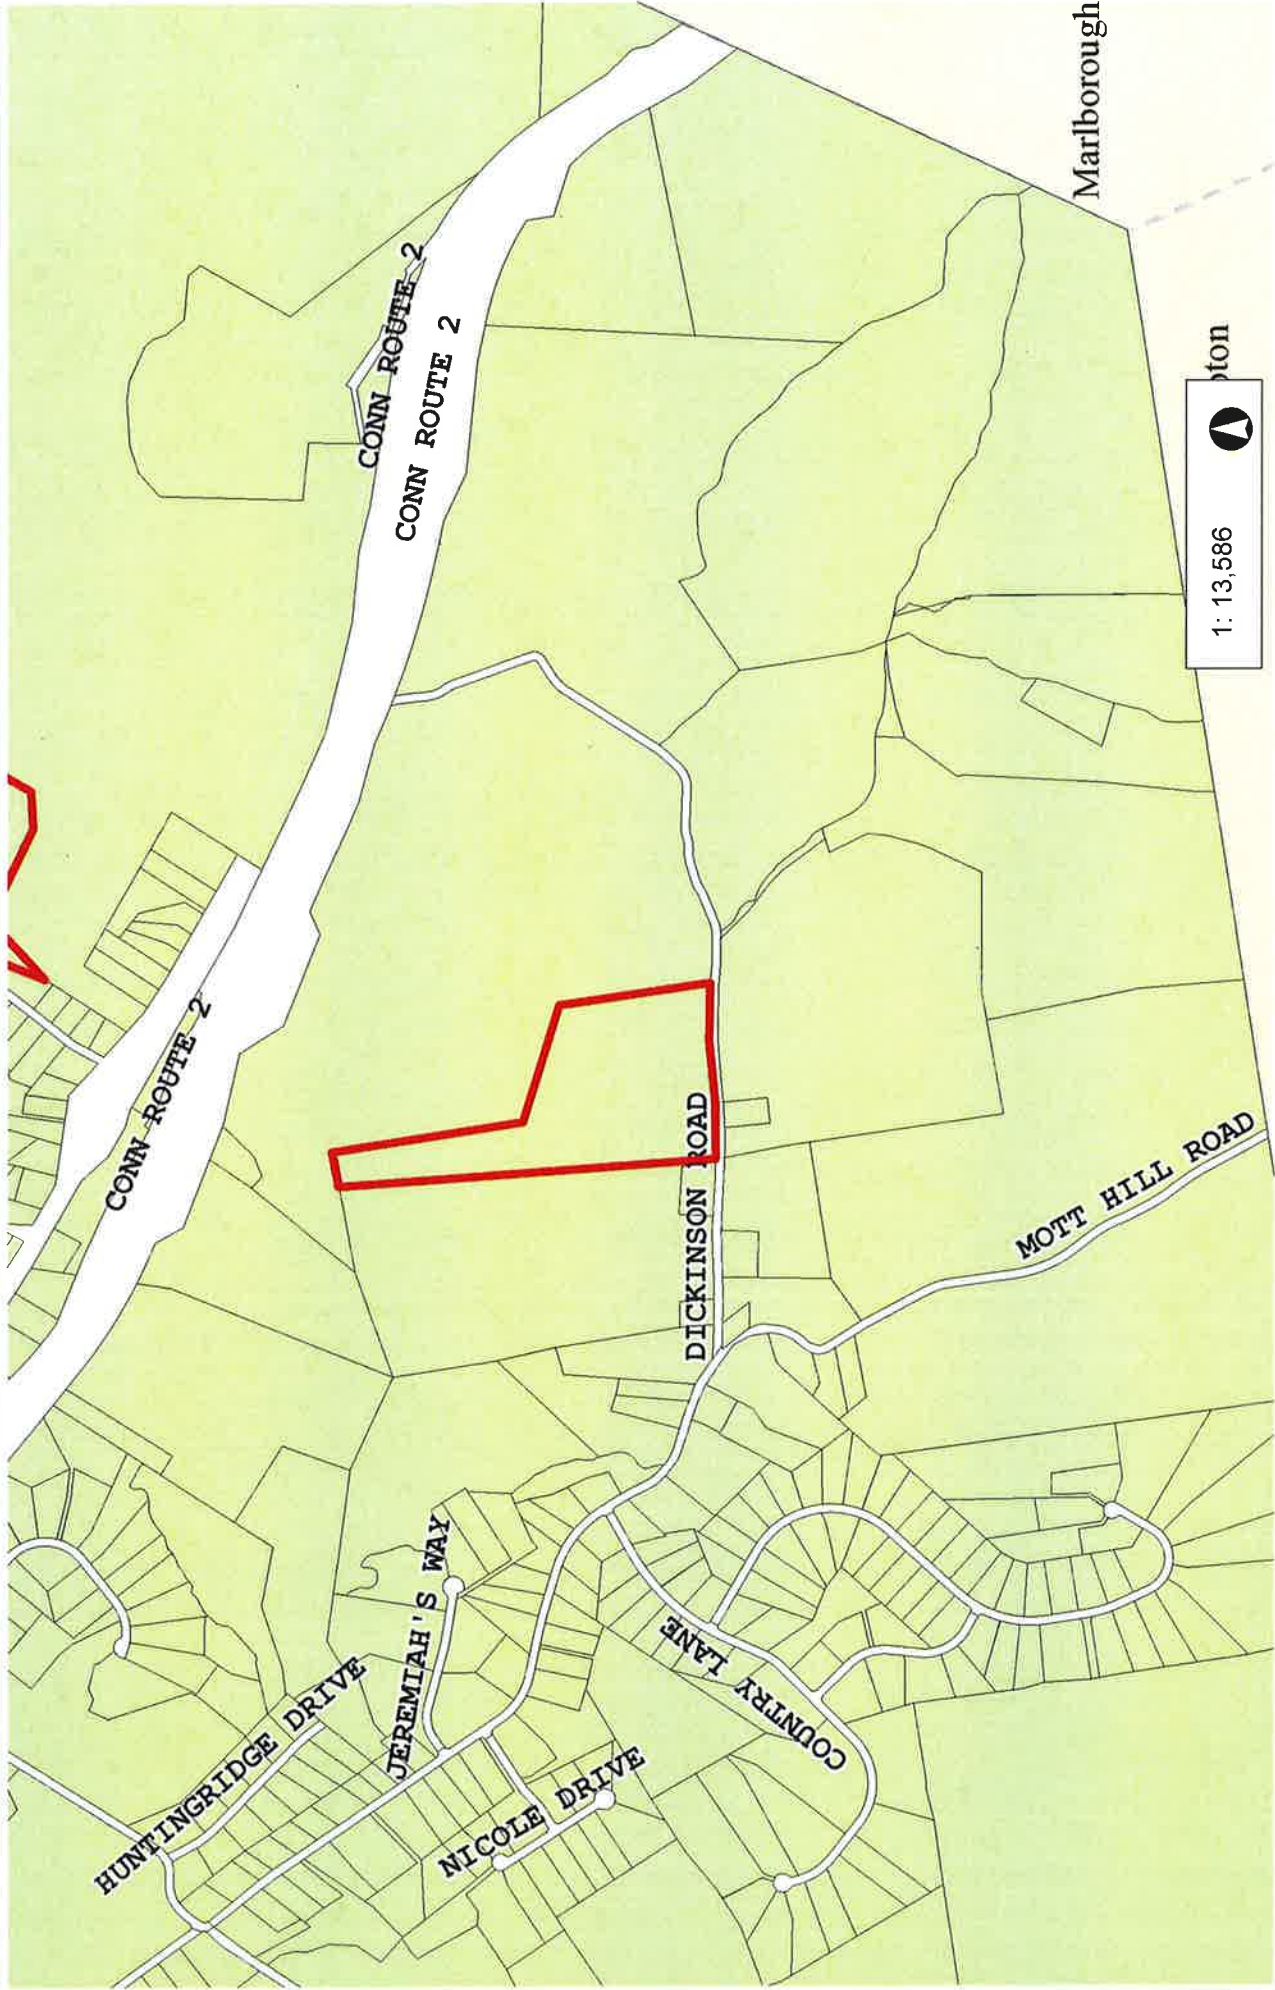 Marlborough
CONN ROUTE 2
CONN ROUTE 2
pton
1: 13,586
CONN ROUTE 2
DICKINSON ROAD
MOTT HILL ROAD
JEREMIAH'S WAY
COUNTRY LANE
HUNTINGRIDGE DRIVE
NICOLE DRIVE